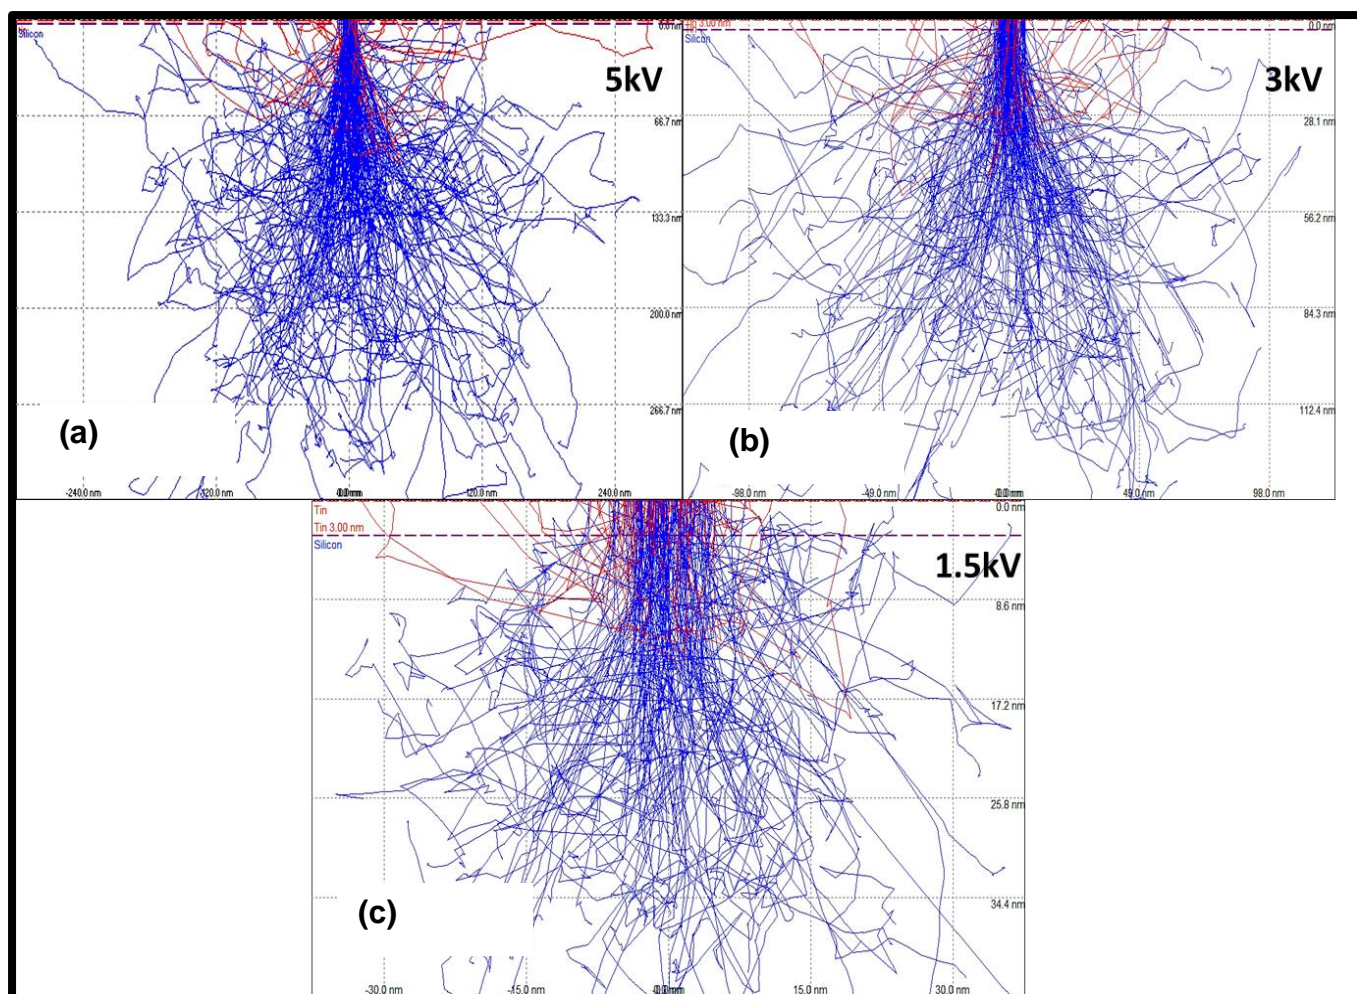 0.0 nm
Silicon
5kV
66.7 nm
133.3 nm
200.0 nm
266.7 nm
(a)
-240.0 nm
-120.0 nm
120.0 nm
240.0 nm
Tin 3.00 nm
0.0 nm
Silicon
3kV
28.1 nm
56.2 nm
84.3 nm
112.4 nm
(b)
-98.0 nm
-49.0 nm
49.0 nm
98.0 nm
Tin
0.0 nm
Tin 3.00 nm
Silicon
1.5kV
8.6 nm
17.2 nm
25.8 nm
34.4 nm
(c)
-30.0 nm
-15.0 nm
15.0 nm
30.0 nm